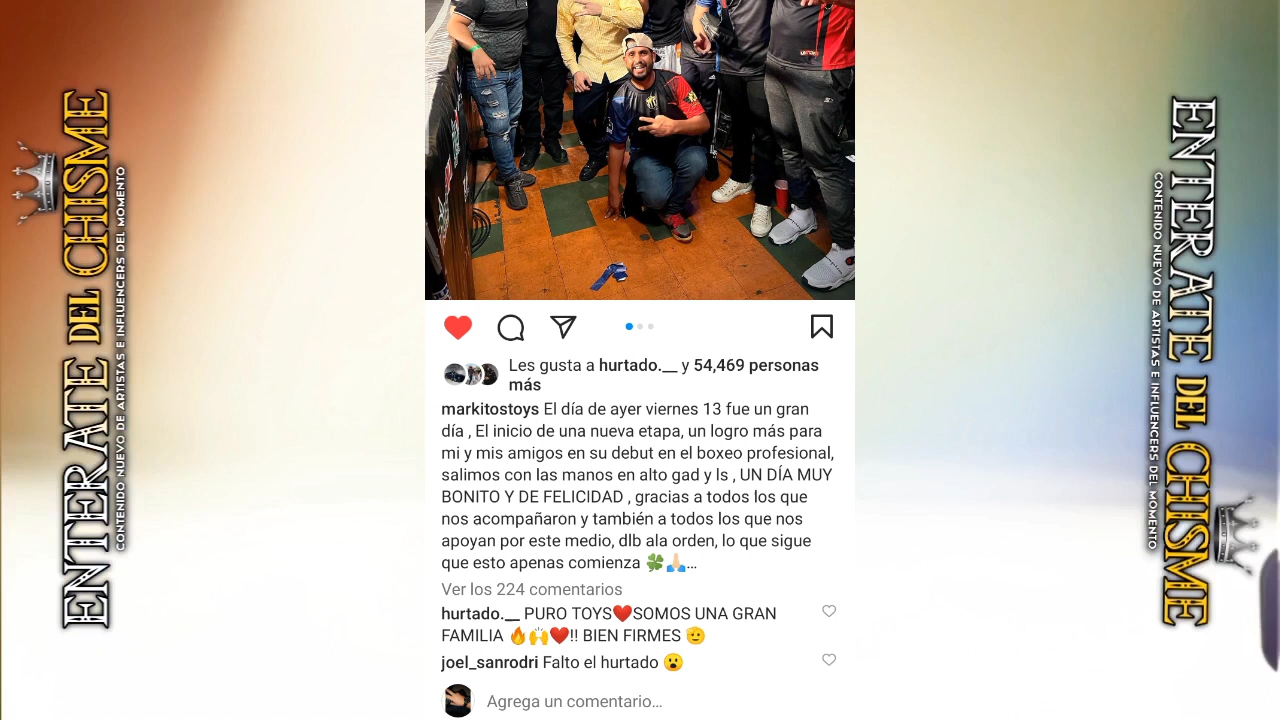 ENTERATE DEL CHISME
CONTENIDO NUEVO DE ARTISTAS E INFLUENCERS DEL MOMENTO
Les gusta a hurtado.__ y 54,469 personas
más
markitostoys El día de ayer viernes 13 fue un gran
día , El inicio de una nueva etapa, un logro más para
mi y mis amigos en su debut en el boxeo profesional,
salimos con las manos en alto gad y ls , UN DÍA MUY
BONITO Y DE FELICIDAD , gracias a todos los que
nos acompañaron y también a todos los que nos
apoyan por este medio, dlb ala orden, lo que sigue
que esto apenas comienza 🍀🙏🏻...
Ver los 224 comentarios
hurtado.__ PURO TOYS❤️SOMOS UNA GRAN
FAMILIA 🔥🙌❤️!! BIEN FIRMES 🫡
joel_sanrodri Falto el hurtado 😮
Agrega un comentario...
ENTERATE DEL CHISME
CONTENIDO NUEVO DE ARTISTAS E INFLUENCERS DEL MOMENTO